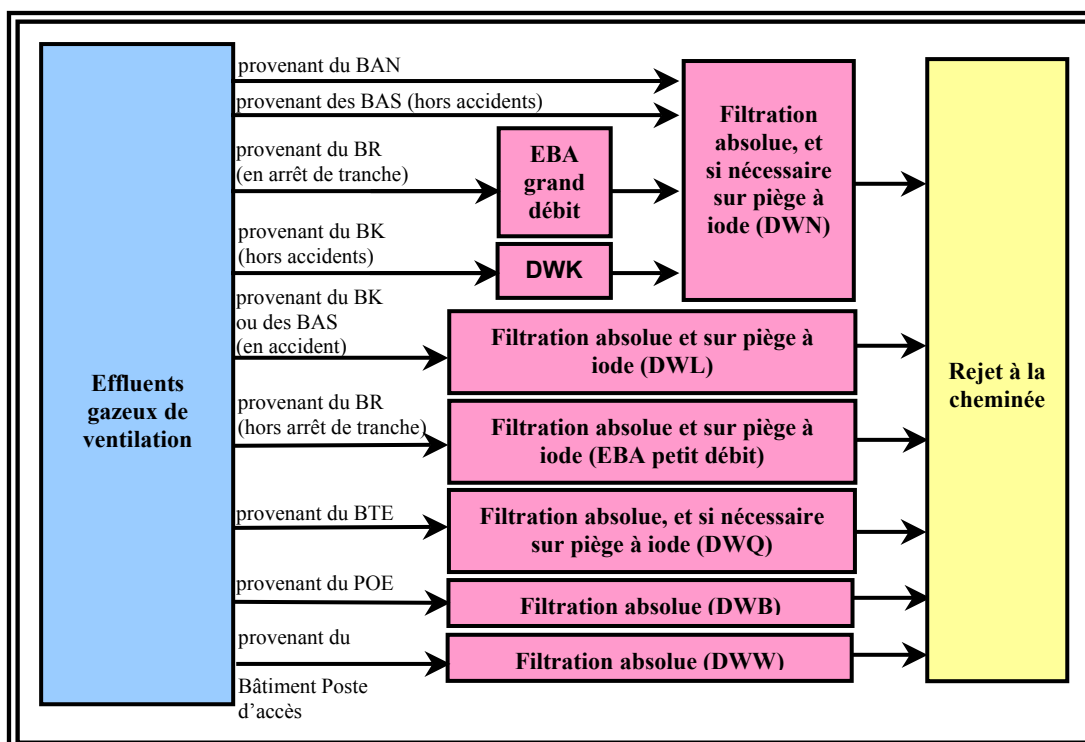 Effluents
gazeux de
ventilation
provenant du BAN
provenant des BAS (hors accidents)
provenant du BR
(en arrêt de tranche)
EBA
grand
débit
provenant du BK
(hors accidents)
DWK
Filtration
absolue, et
si nécessaire
sur piège à
iode (DWN)
provenant du BK
ou des BAS
(en accident)
Filtration absolue et sur piège à
iode (DWL)
provenant du BR
(hors arrêt de tranche)
Filtration absolue et sur piège à
iode (EBA petit débit)
provenant du BTE
Filtration absolue, et si nécessaire
sur piège à iode (DWQ)
provenant du POE
Filtration absolue (DWB)
provenant du
Bâtiment Poste
d’accès
Filtration absolue (DWW)
Rejet à la
cheminée